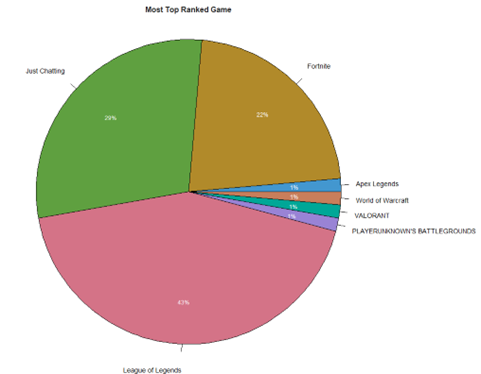 Most Top Ranked Game
Just Chatting
Fortnite
29%
22%
Apex Legends
1%
World of Warcraft
1%
VALORANT
1%
PLAYERUNKNOWN'S BATTLEGROUNDS
1%
43%
League of Legends